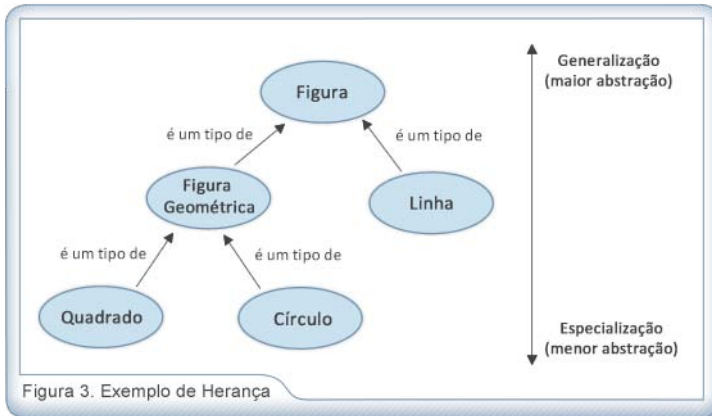 Figura
Generalização
(maior abstração)
é um tipo de
é um tipo de
Figura
Geométrica
Linha
é um tipo de
é um tipo de
Quadrado
Círculo
Especialização
(menor abstração)
Figura 3. Exemplo de Herança